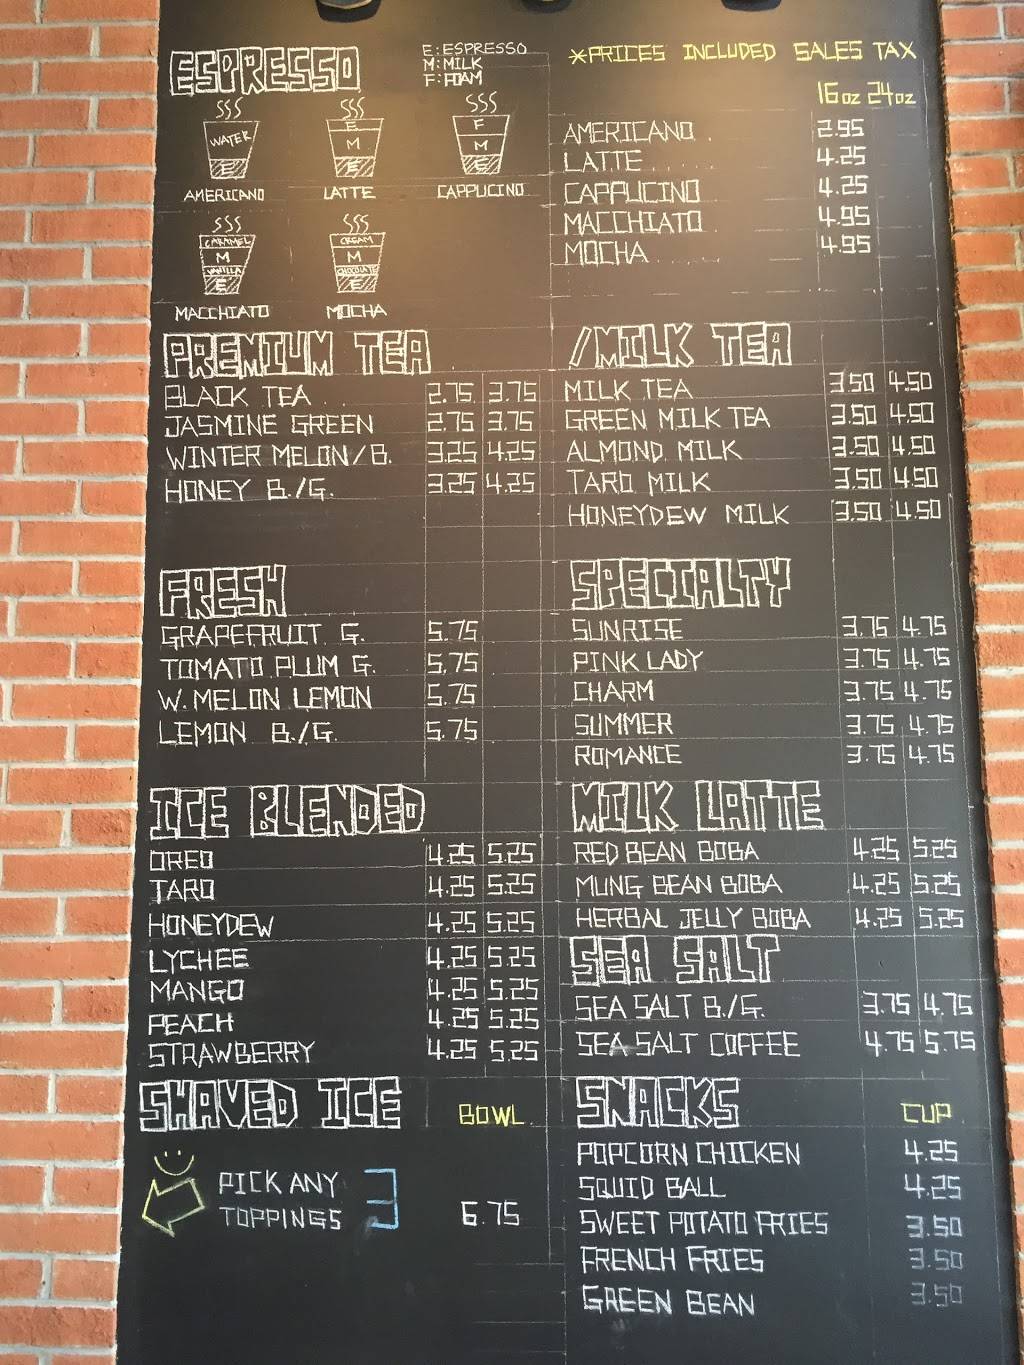 ESPRESSO
E:ESPRESSO
M:MILK
F:FOAM
WATER
AMERICANO
F
M
E
LATTE
F
M
E
CAPPUCINO
CARAMEL
M
VANILLA
E
MACCHIATO
CREAM
M
CHOCOLATE
E
MOCHA
*PRICES INCLUDED SALES TAX
16oz 24oz
AMERICANO . 2.95
LATTE..... 4.25
CAPPUCINO 4.25
MACCHIATO . 4.95
MOCHA .... 4.95
PREMIUM TEA
BLACK TEA .. 2.75 3.75
JASMINE GREEN 2.75 3.75
WINTER MELON/B. 3.25 4.25
HONEY B./G. 3.25 4.25
/MILK TEA
MILK TEA 3.50 4.50
GREEN MILK TEA 3.50 4.50
ALMOND MILK 3.50 4.50
TARO MILK 3.50 4.50
HONEYDEW MILK 3.50 4.50
FRESH
GRAPEFRUIT G. 5.75
TOMATO PLUM G. 5.75
W. MELON LEMON 5.75
LEMON B./G. 5.75
SPECIALTY
SUNRISE 3.75 4.75
PINK LADY 3.75 4.75
CHARM 3.75 4.75
SUMMER 3.75 4.75
ROMANCE 3.75 4.75
ICE BLENDED
OREO 4.25 5.25
TARO 4.25 5.25
HONEYDEW 4.25 5.25
LYCHEE 4.25 5.25
MANGO 4.25 5.25
PEACH 4.25 5.25
STRAWBERRY 4.25 5.25
MILK LATTE
RED BEAN BOBA 4.25 5.25
MUNG BEAN BOBA 4.25 5.25
HERBAL JELLY BOBA 4.25 5.25
SEA SALT
SEA SALT B./G. 3.75 4.75
SEA SALT COFFEE 4.75 5.75
SHAVED ICE BOWL
PICK ANY 3
TOPPINGS 6.75
SNACKS CUP
POPCORN CHICKEN 4.25
SQUID BALL 4.25
SWEET POTATO FRIES 3.50
FRENCH FRIES 3.50
GREEN BEAN 3.50